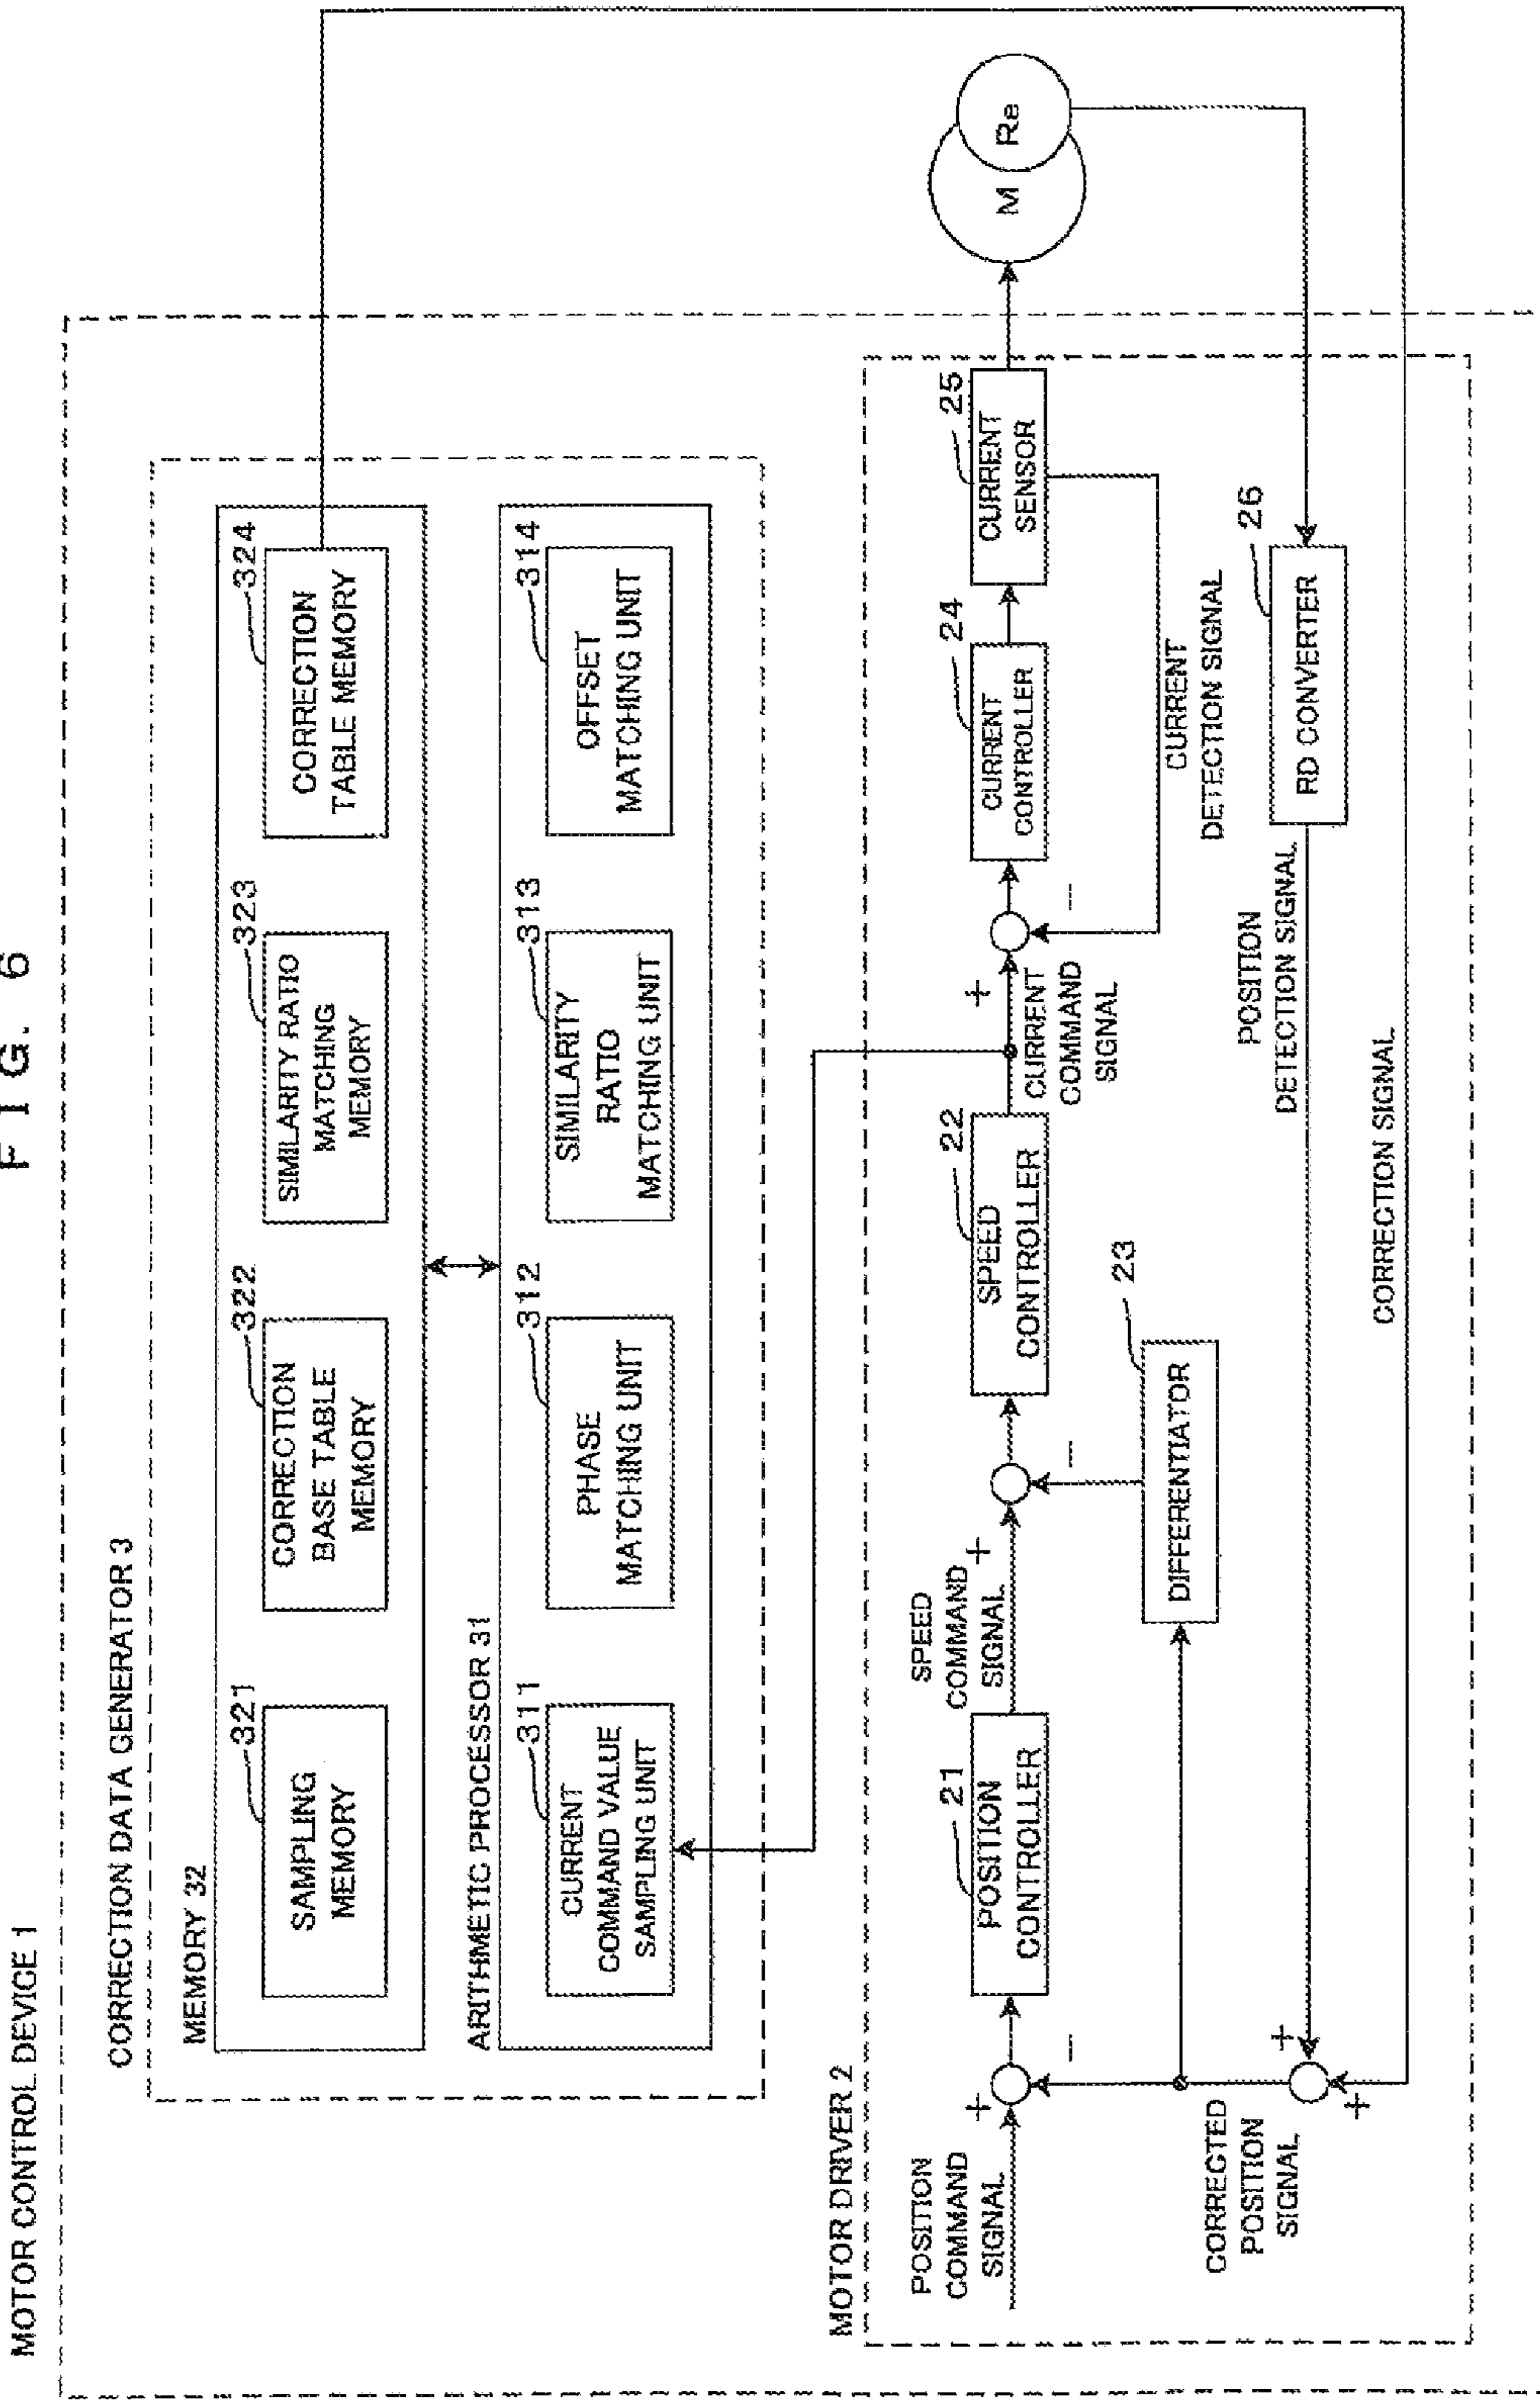 F I G. 6
MOTOR CONTROL DEVICE 1
CORRECTION DATA GENERATOR 3
MEMORY 32
321
SAMPLING
MEMORY
322
CORRECTION
BASE TABLE
MEMORY
323
SIMILARITY RATIO
MATCHING
MEMORY
324
CORRECTION
TABLE MEMORY
ARITHMETIC PROCESSOR 31
311
CURRENT
COMMAND VALUE
SAMPLING UNIT
312
PHASE
MATCHING UNIT
313
SIMILARITY
RATIO
MATCHING UNIT
314
OFFSET
MATCHING UNIT
MOTOR DRIVER 2
POSITION
COMMAND
SIGNAL
+
−
21
POSITION
CONTROLLER
SPEED
COMMAND
SIGNAL
+
−
22
SPEED
CONTROLLER
CURRENT
COMMAND
SIGNAL
+
−
24
CURRENT
CONTROLLER
25
CURRENT
SENSOR
M
Re
23
DIFFERENTIATOR
CURRENT
DETECTION SIGNAL
CORRECTED
POSITION
SIGNAL
+
+
POSITION
DETECTION SIGNAL
26
RD CONVERTER
CORRECTION SIGNAL